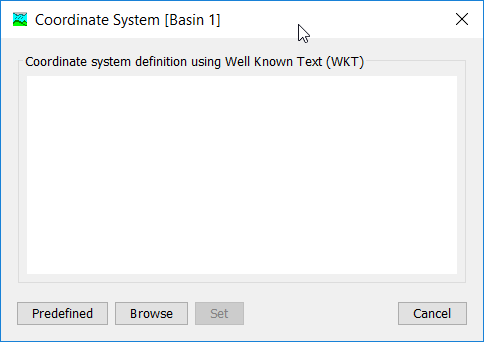 Coordinate System [Basin 1]
Coordinate system definition using Well Known Text (WKT)
Predefined
Browse
Set
Cancel